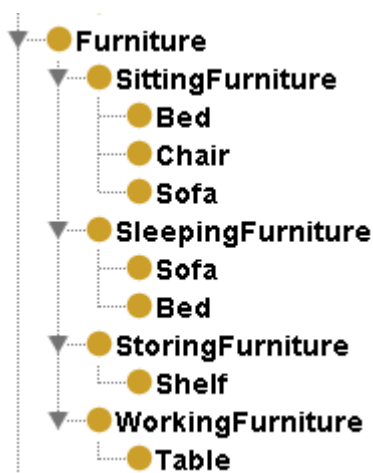 Furniture
SittingFurniture
Bed
Chair
Sofa
SleepingFurniture
Sofa
Bed
StoringFurniture
Shelf
WorkingFurniture
Table